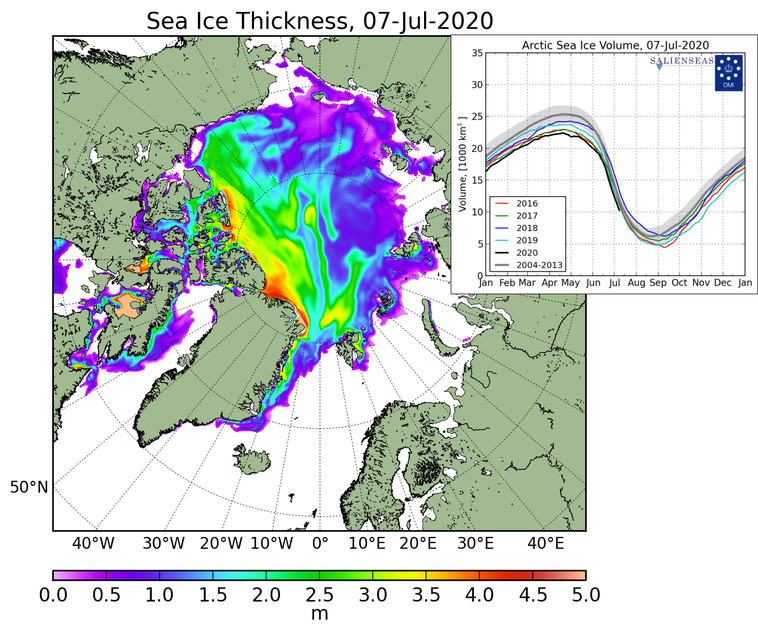 Sea Ice Thickness, 07-Jul-2020
Arctic Sea Ice Volume, 07-Jul-2020
SALIENSEAS
DMI
Volume, [1000 km³]
35
30
25
20
15
10
5
0
2016
2017
2018
2019
2020
2004-2013
Jan Feb Mar Apr May Jun Jul Aug Sep Oct Nov Dec Jan
50°N
40°W 30°W 20°W 10°W 0° 10°E 20°E 30°E 40°E
0.0 0.5 1.0 1.5 2.0 2.5 3.0 3.5 4.0 4.5 5.0
m